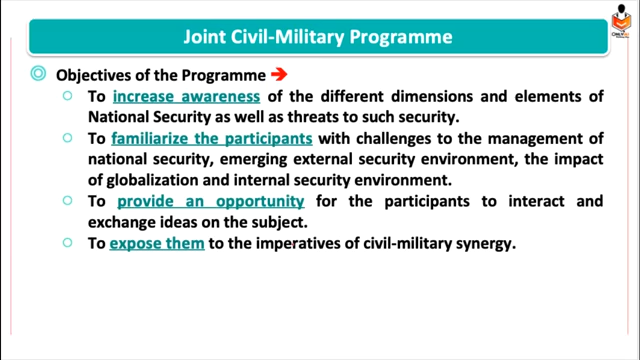 Joint Civil-Military Programme
Objectives of the Programme
To increase awareness of the different dimensions and elements of
National Security as well as threats to such security.
To familiarize the participants with challenges to the management of
national security, emerging external security environment, the impact
of globalization and internal security environment.
To provide an opportunity for the participants to interact and
exchange ideas on the subject.
To expose them to the imperatives of civil-military synergy.